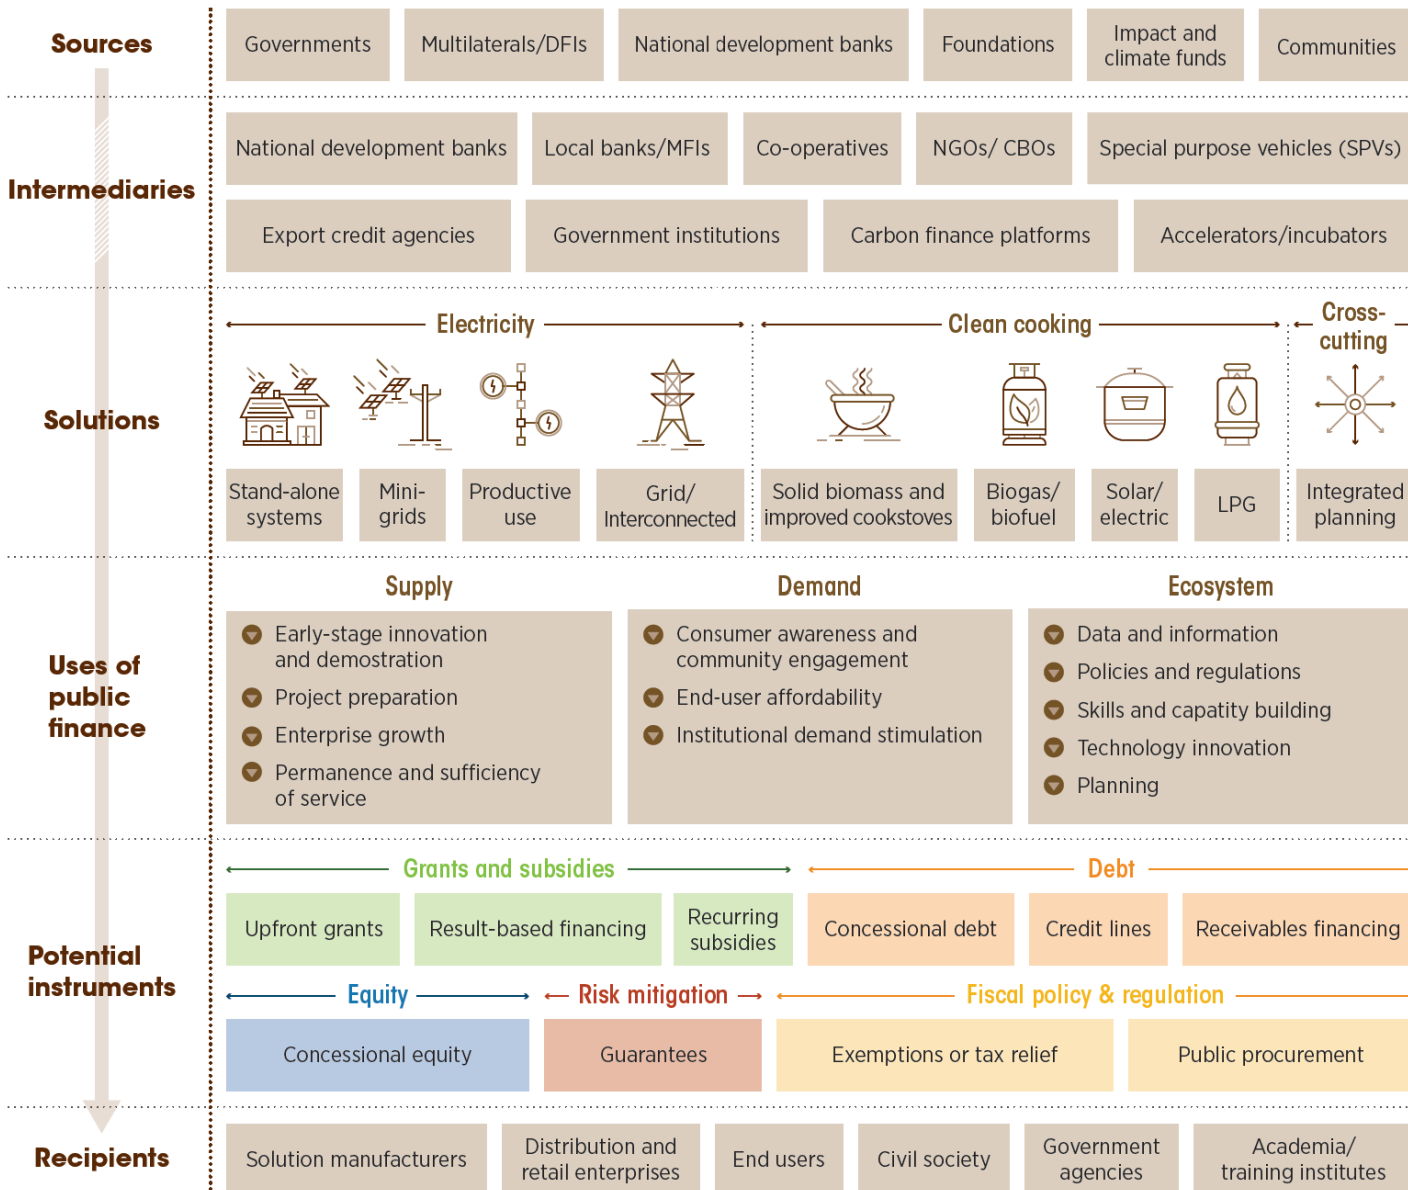 Sources
Governments
Multilaterals/DFIs
National development banks
Foundations
Impact and
climate funds
Communities
Intermediaries
National development banks
Local banks/MFIs
Co-operatives
NGOs/ CBOs
Special purpose vehicles (SPVs)
Export credit agencies
Government institutions
Carbon finance platforms
Accelerators/incubators
Solutions
Electricity
Clean cooking
Cross-
cutting
Stand-alone
systems
Mini-
grids
Productive
use
Grid/
Interconnected
Solid biomass and
improved cookstoves
Biogas/
biofuel
Solar/
electric
LPG
Integrated
planning
Uses of
public
finance
Supply
Early-stage innovation
and demostration
Project preparation
Enterprise growth
Permanence and sufficiency
of service
Demand
Consumer awareness and
community engagement
End-user affordability
Institutional demand stimulation
Ecosystem
Data and information
Policies and regulations
Skills and capatity building
Technology innovation
Planning
Potential
instruments
Grants and subsidies
Debt
Upfront grants
Result-based financing
Recurring
subsidies
Concessional debt
Credit lines
Receivables financing
Equity
Risk mitigation
Fiscal policy & regulation
Concessional equity
Guarantees
Exemptions or tax relief
Public procurement
Recipients
Solution manufacturers
Distribution and
retail enterprises
End users
Civil society
Government
agencies
Academia/
training institutes